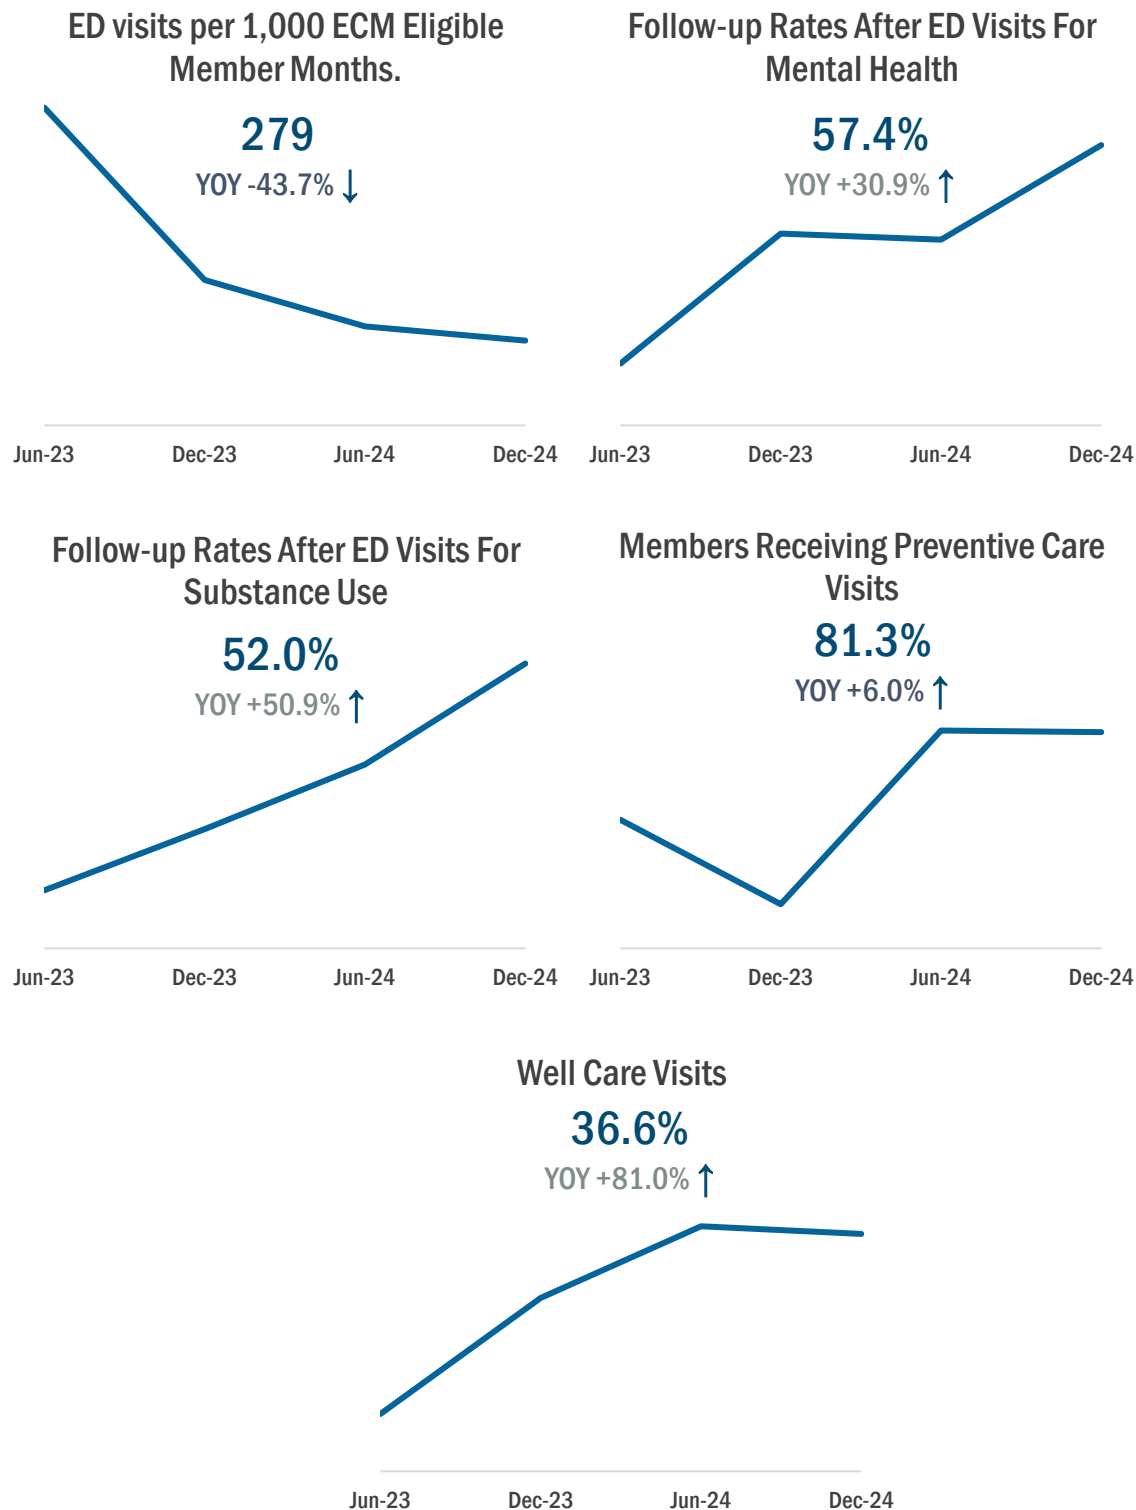 ED visits per 1,000 ECM Eligible
Member Months.
279
YOY -43.7% ↓
Jun-23 Dec-23 Jun-24 Dec-24
Follow-up Rates After ED Visits For
Mental Health
57.4%
YOY +30.9% ↑
Jun-23 Dec-23 Jun-24 Dec-24
Follow-up Rates After ED Visits For
Substance Use
52.0%
YOY +50.9% ↑
Jun-23 Dec-23 Jun-24 Dec-24
Members Receiving Preventive Care
Visits
81.3%
YOY +6.0% ↑
Jun-23 Dec-23 Jun-24 Dec-24
Well Care Visits
36.6%
YOY +81.0% ↑
Jun-23 Dec-23 Jun-24 Dec-24